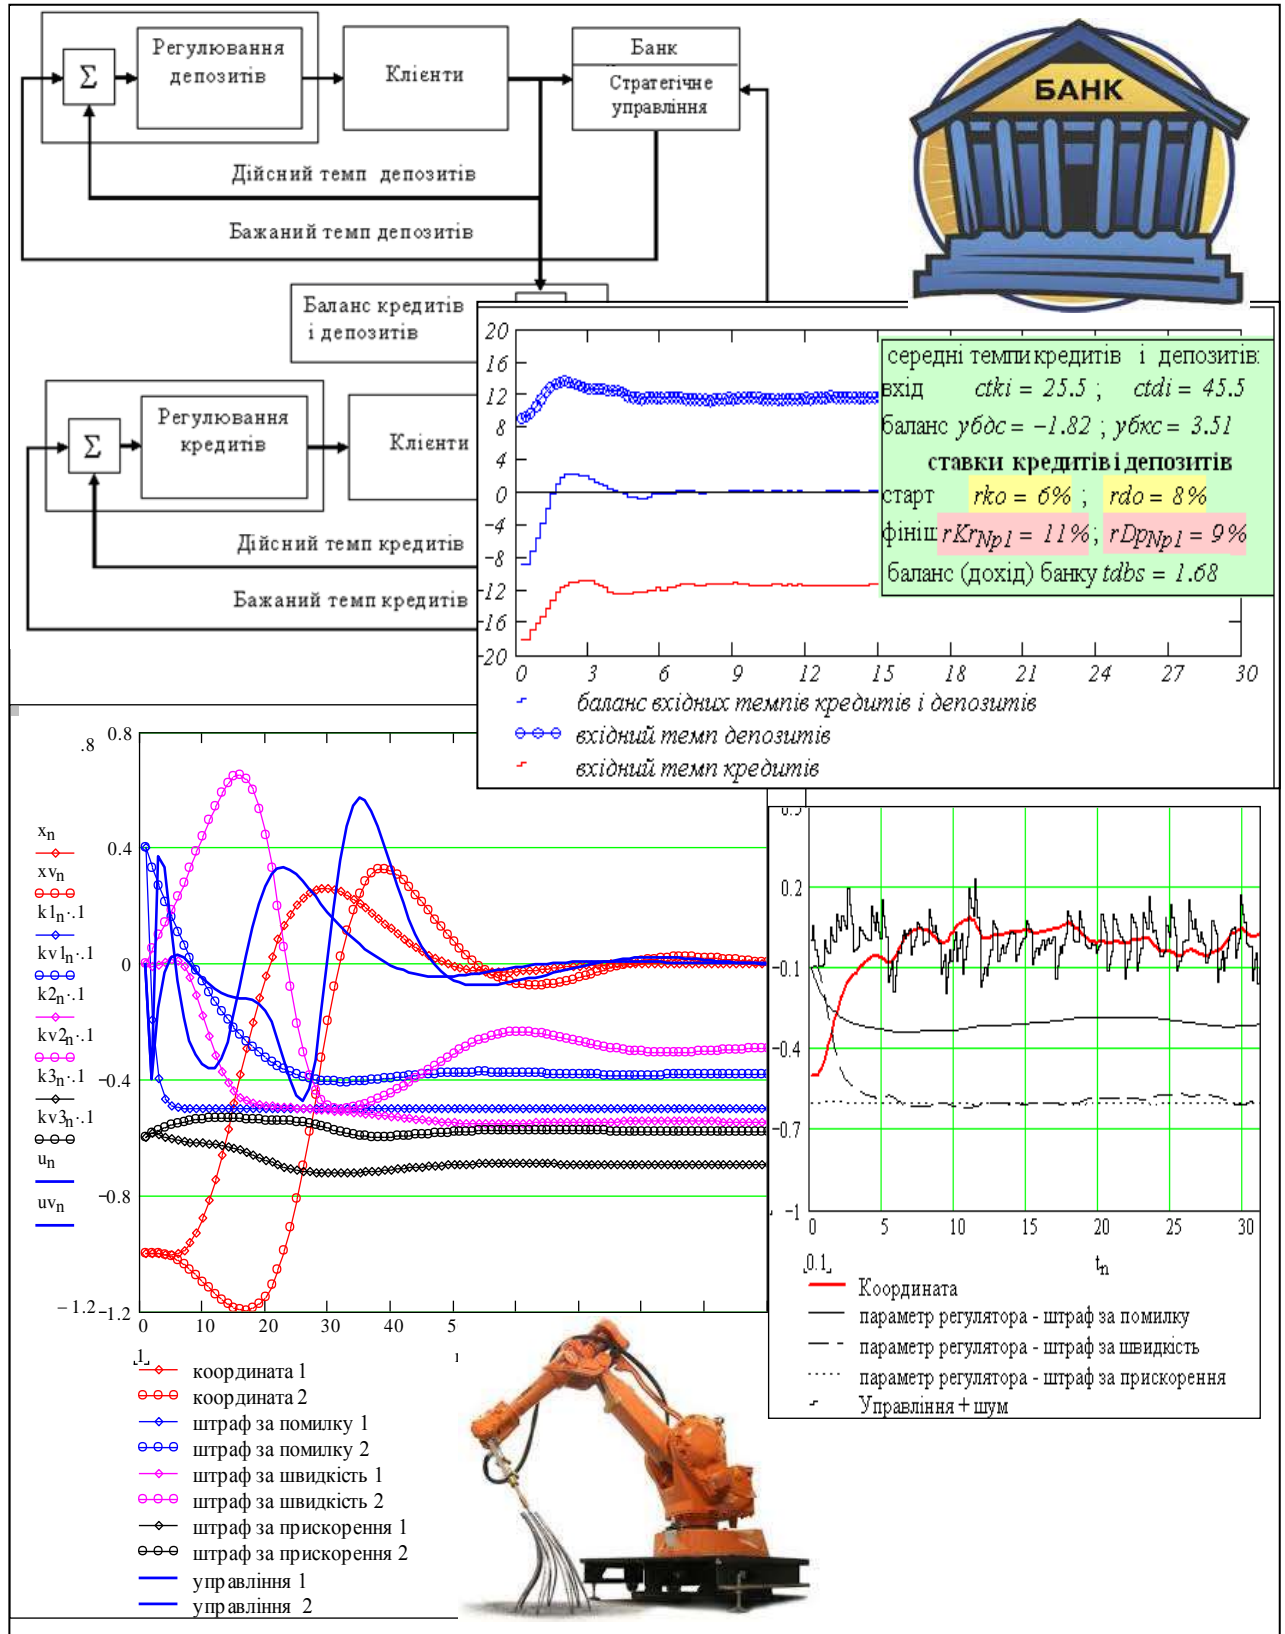 Регулювання
депозитів
Σ
Клієнти
Банк
Стратегічне
управління
Дійсний темп депозитів
Бажаний темп депозитів
БАНК
Баланс кредитів
і депозитів
Регулювання
кредитів
Σ
Клієнти
Дійсний темп кредитів
Бажаний темп кредитів
20
16
12
8
4
0
−4
−8
−12
−16
−20
0 3 6 9 12 15 18 21 24 27 30
середні темпи кредитів і депозитів:
вхід ctki = 25.5 ; ctdi = 45.5
баланс убдс = −1.82 ; убкс = 3.51
ставки кредитів і депозитів
старт rko = 6% ; rdo = 8%
фініш rKrNp1 = 11% ; rDpNp1 = 9%
баланс (дохід) банку tdbs = 1.68
баланс вхідних темпів кредитів і депозитів
вхідний темп депозитів
вхідний темп кредитів
.8 0.8
0.4
0
−0.4
−0.8
−1.2 −1.2
xn
xvn
k1n·.1
kv1n·.1
k2n·.1
kv2n·.1
k3n·.1
kv3n·.1
un
uvn
0 10 20 30 40 5
1
координата 1
координата 2
штраф за помилку 1
штраф за помилку 2
штраф за швидкість 1
штраф за швидкість 2
штраф за прискорення 1
штраф за прискорення 2
управління 1
управління 2
0.5
0.2
−0.1
−0.4
−0.7
−1
0 5 10 15 20 25 30
0.1
tn
Координата
параметр регулятора - штраф за помилку
параметр регулятора - штраф за швидкість
параметр регулятора - штраф за прискорення
Управління + шум